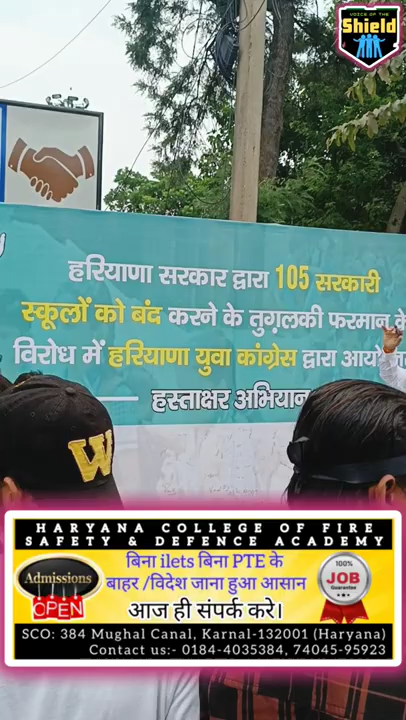 VOICE OF THE
Shield
हरियाणा सरकार द्वारा 105 सरकारी
स्कूलों को बंद करने के तुग़लकी फरमान के
विरोध में हरियाणा युवा कांग्रेस द्वारा
हस्ताक्षर अभियान
W
HARYANA COLLEGE OF FIRE
SAFETY & DEFENCE ACADEMY
बिना ilets बिना PTE के
बाहर /विदेश जाना हुआ आसान
आज ही संपर्क करे।
Admissions
OPEN
100%
JOB
Guarantee
SCO: 384 Mughal Canal, Karnal-132001 (Haryana)
Contact us:- 0184-4035384, 74045-95923